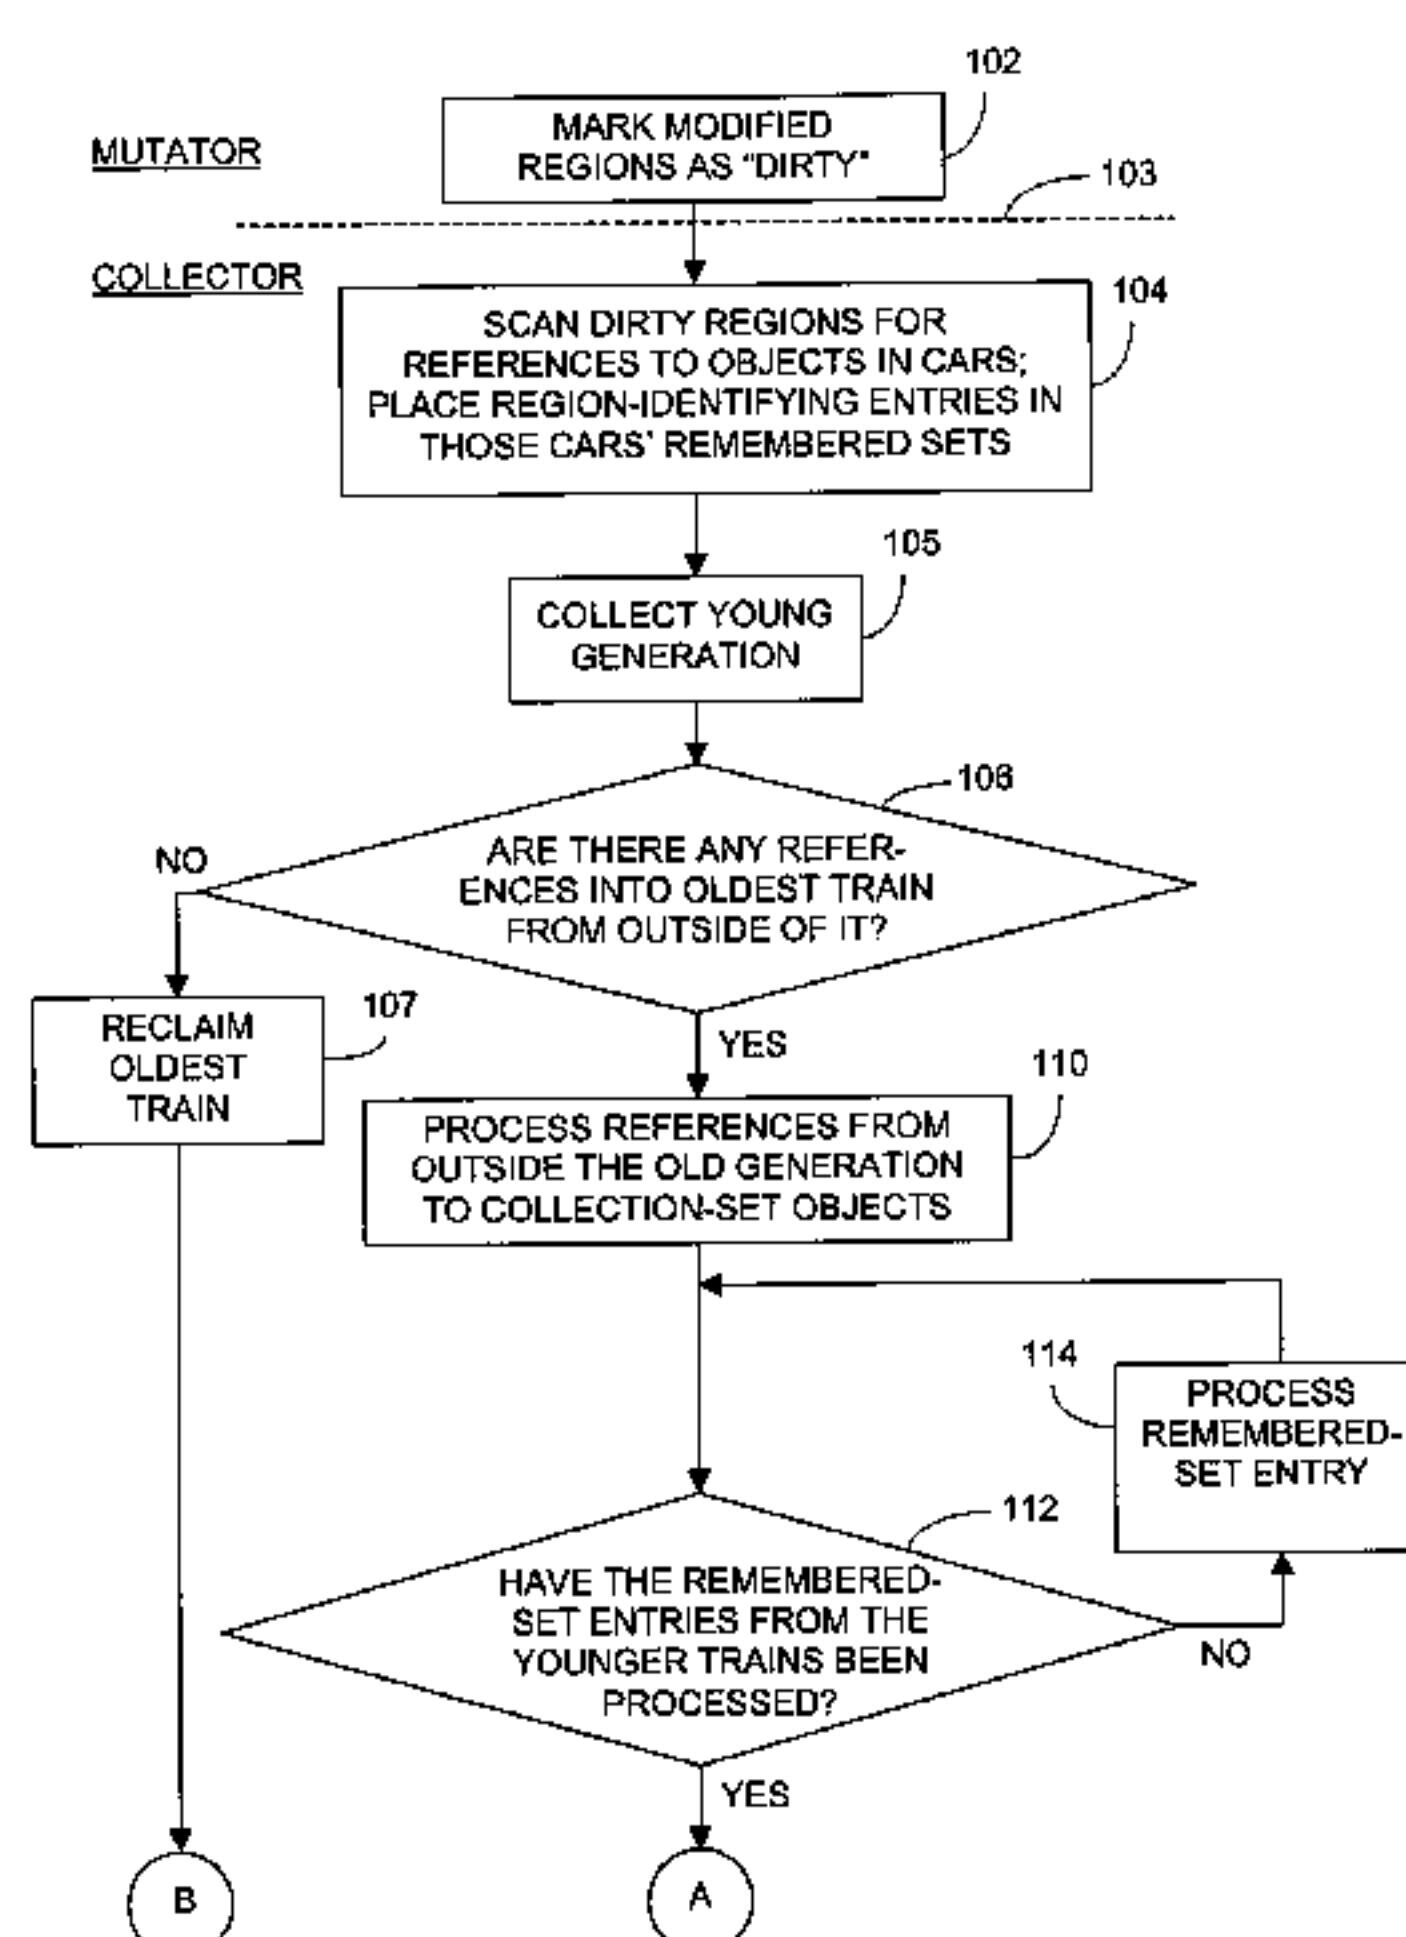 102
MUTATOR
MARK MODIFIED
REGIONS AS "DIRTY"
103
COLLECTOR
104
SCAN DIRTY REGIONS FOR
REFERENCES TO OBJECTS IN CARS;
PLACE REGION-IDENTIFYING ENTRIES IN
THOSE CARS' REMEMBERED SETS
105
COLLECT YOUNG
GENERATION
106
ARE THERE ANY REFER-
ENCES INTO OLDEST TRAIN
FROM OUTSIDE OF IT?
NO
107
RECLAIM
OLDEST
TRAIN
YES
110
PROCESS REFERENCES FROM
OUTSIDE THE OLD GENERATION
TO COLLECTION-SET OBJECTS
114
PROCESS
REMEMBERED-
SET ENTRY
112
HAVE THE REMEMBERED-
SET ENTRIES FROM THE
YOUNGER TRAINS BEEN
PROCESSED?
NO
YES
B
A